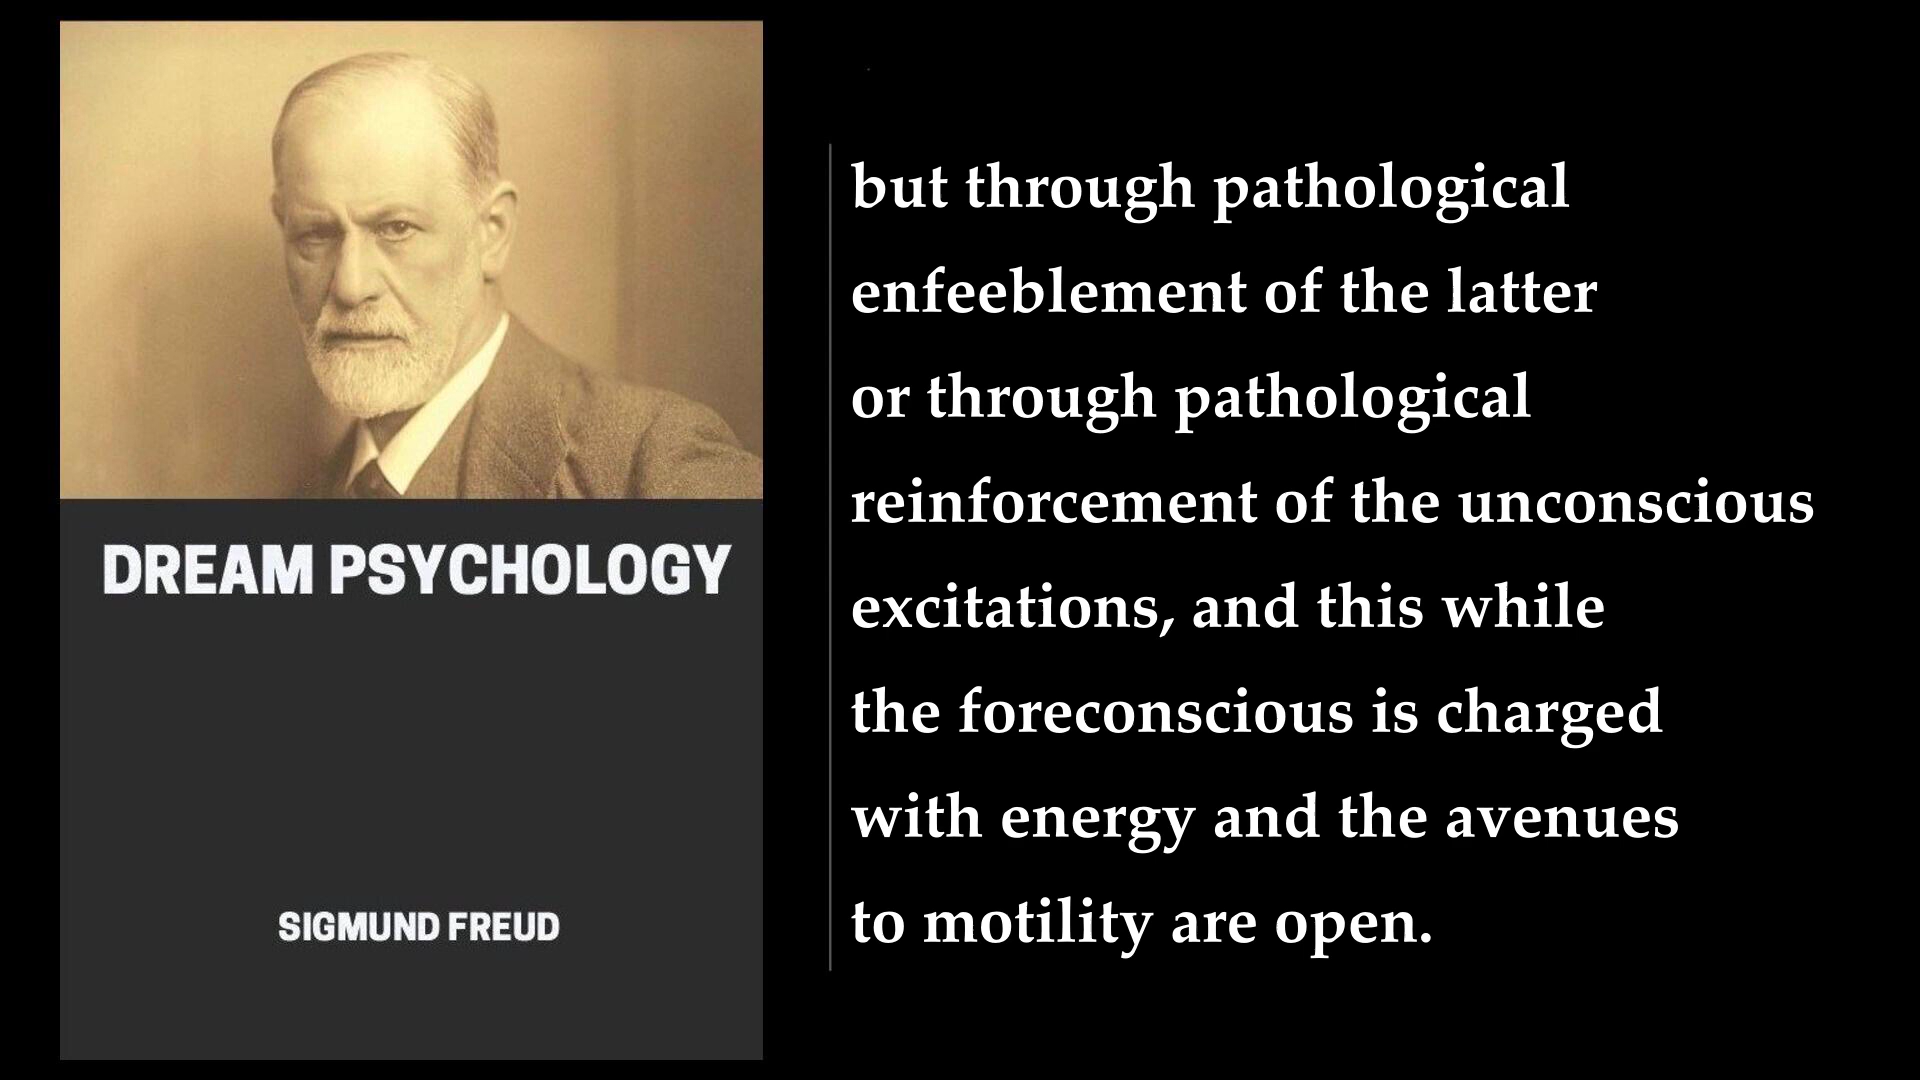 DREAM PSYCHOLOGY
SIGMUND FREUD
but through pathological
enfeeblement of the latter
or through pathological
reinforcement of the unconscious
excitations, and this while
the foreconscious is charged
with energy and the avenues
to motility are open.